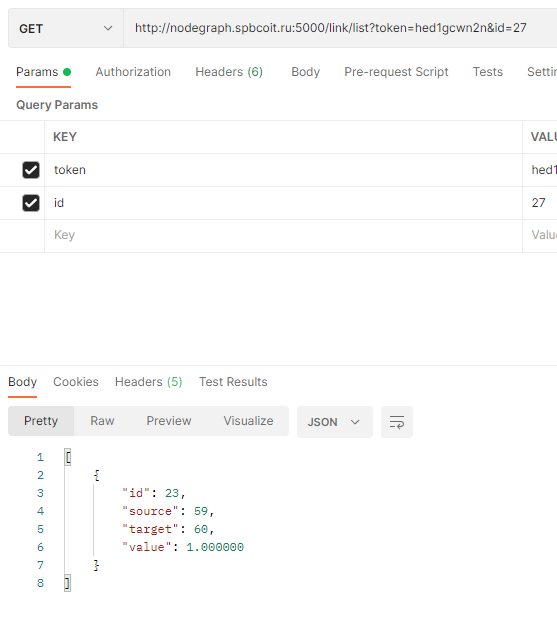 GET http://nodegraph.spbcoit.ru:5000/link/list?token=hed1gcwn2n&id=27
Params Authorization Headers (6) Body Pre-request Script Tests Settin
Query Params
KEY VALU
token hed1
id 27
Key Value
Body Cookies Headers (5) Test Results
Pretty Raw Preview Visualize JSON
1 [
2 {
3 "id": 23,
4 "source": 59,
5 "target": 60,
6 "value": 1.000000
7 }
8 ]